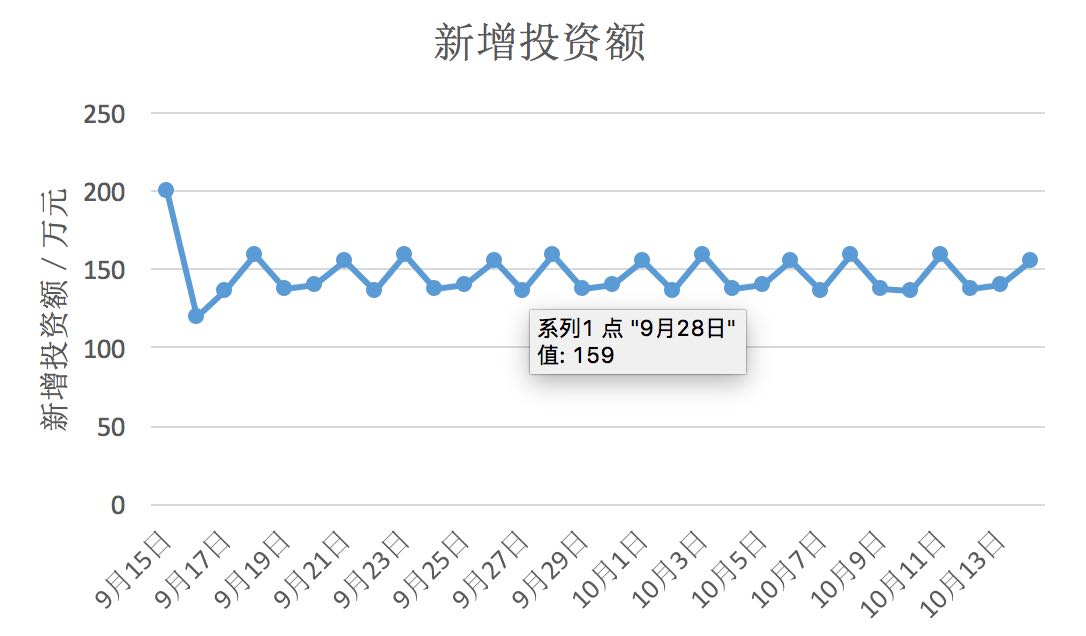 新增投资额
新增投资额 / 万元
250
200
150
100
50
0
系列1 点 "9月28日"
值: 159
9月15日
9月17日
9月19日
9月21日
9月23日
9月25日
9月27日
9月29日
10月1日
10月3日
10月5日
10月7日
10月9日
10月11日
10月13日